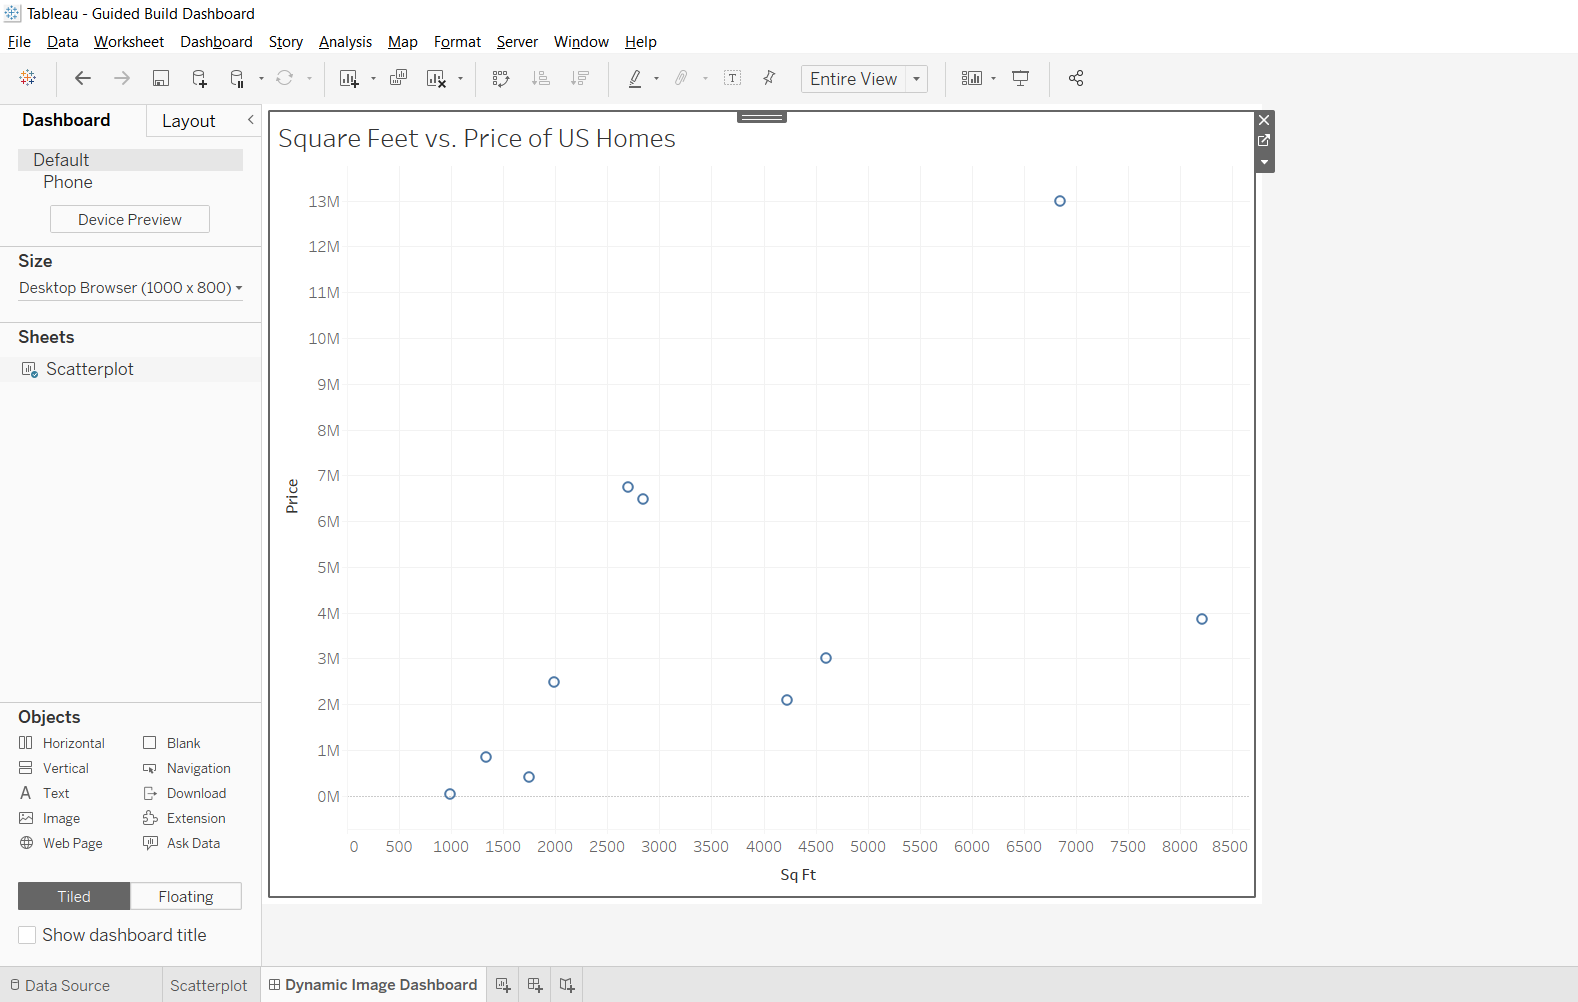 Tableau - Guided Build Dashboard
File Data Worksheet Dashboard Story Analysis Map Format Server Window Help
Entire View
Dashboard Layout
Default
Phone
Device Preview
Size
Desktop Browser (1000 x 800)
Sheets
Scatterplot
Objects
Horizontal Blank
Vertical Navigation
Text Download
Image Extension
Web Page Ask Data
Tiled Floating
Show dashboard title
Square Feet vs. Price of US Homes
13M
12M
11M
10M
9M
8M
7M
6M
5M
4M
3M
2M
1M
0M
Price
0 500 1000 1500 2000 2500 3000 3500 4000 4500 5000 5500 6000 6500 7000 7500 8000 8500
Sq Ft
Data Source Scatterplot Dynamic Image Dashboard